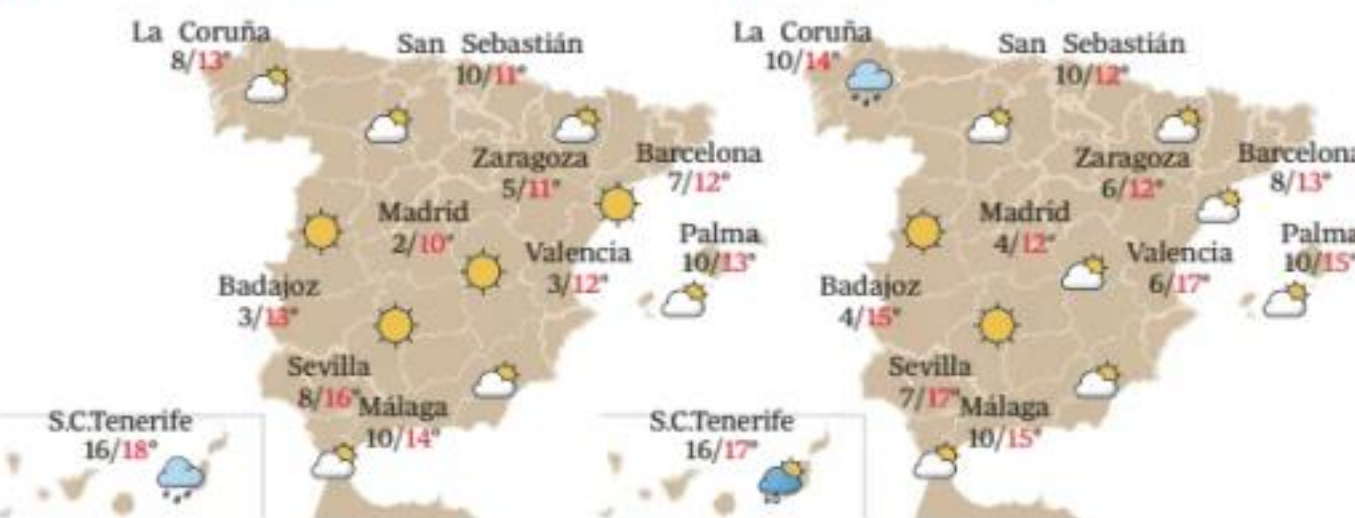 La Coruña
8/13°
San Sebastián
10/11°
Zaragoza
5/11°
Barcelona
7/12°
Madrid
2/10°
Valencia
3/12°
Palma
10/13°
Badajoz
3/13°
Sevilla
8/16°
Málaga
10/14°
S.C.Tenerife
16/18°
La Coruña
10/14°
San Sebastián
10/12°
Zaragoza
6/12°
Barcelona
8/13°
Madrid
4/12°
Valencia
6/17°
Palma
10/15°
Badajoz
4/15°
Sevilla
7/17°
Málaga
10/15°
S.C.Tenerife
16/17°